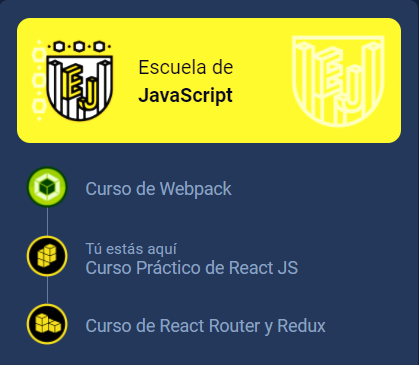 EJ
Escuela de
JavaScript
EJ
Curso de Webpack
Tú estás aquí
Curso Práctico de React JS
Curso de React Router y Redux